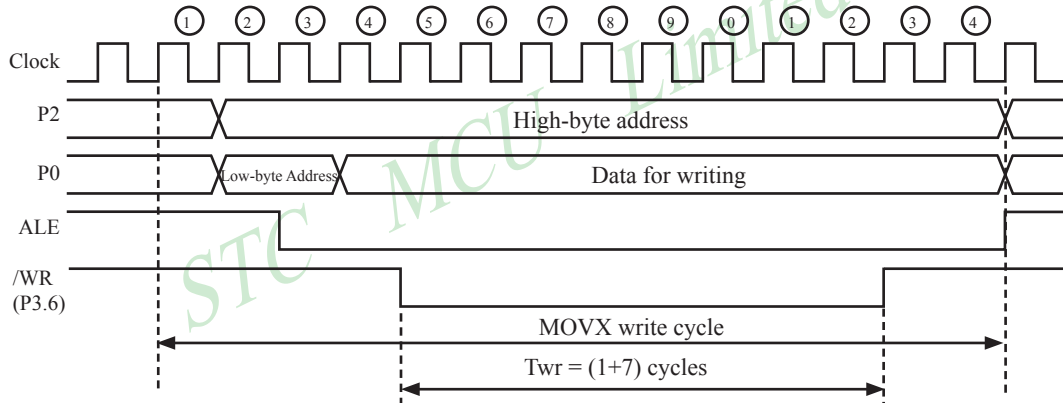 ① ② ③ ④ ⑤ ⑥ ⑦ ⑧ ⑨ ⓪ ① ② ③ ④
Clock
P2 High-byte address
P0 Low-byte Address Data for writing
ALE
/WR
(P3.6)
MOVX write cycle
Twr = (1+7) cycles
STC MCU Limited